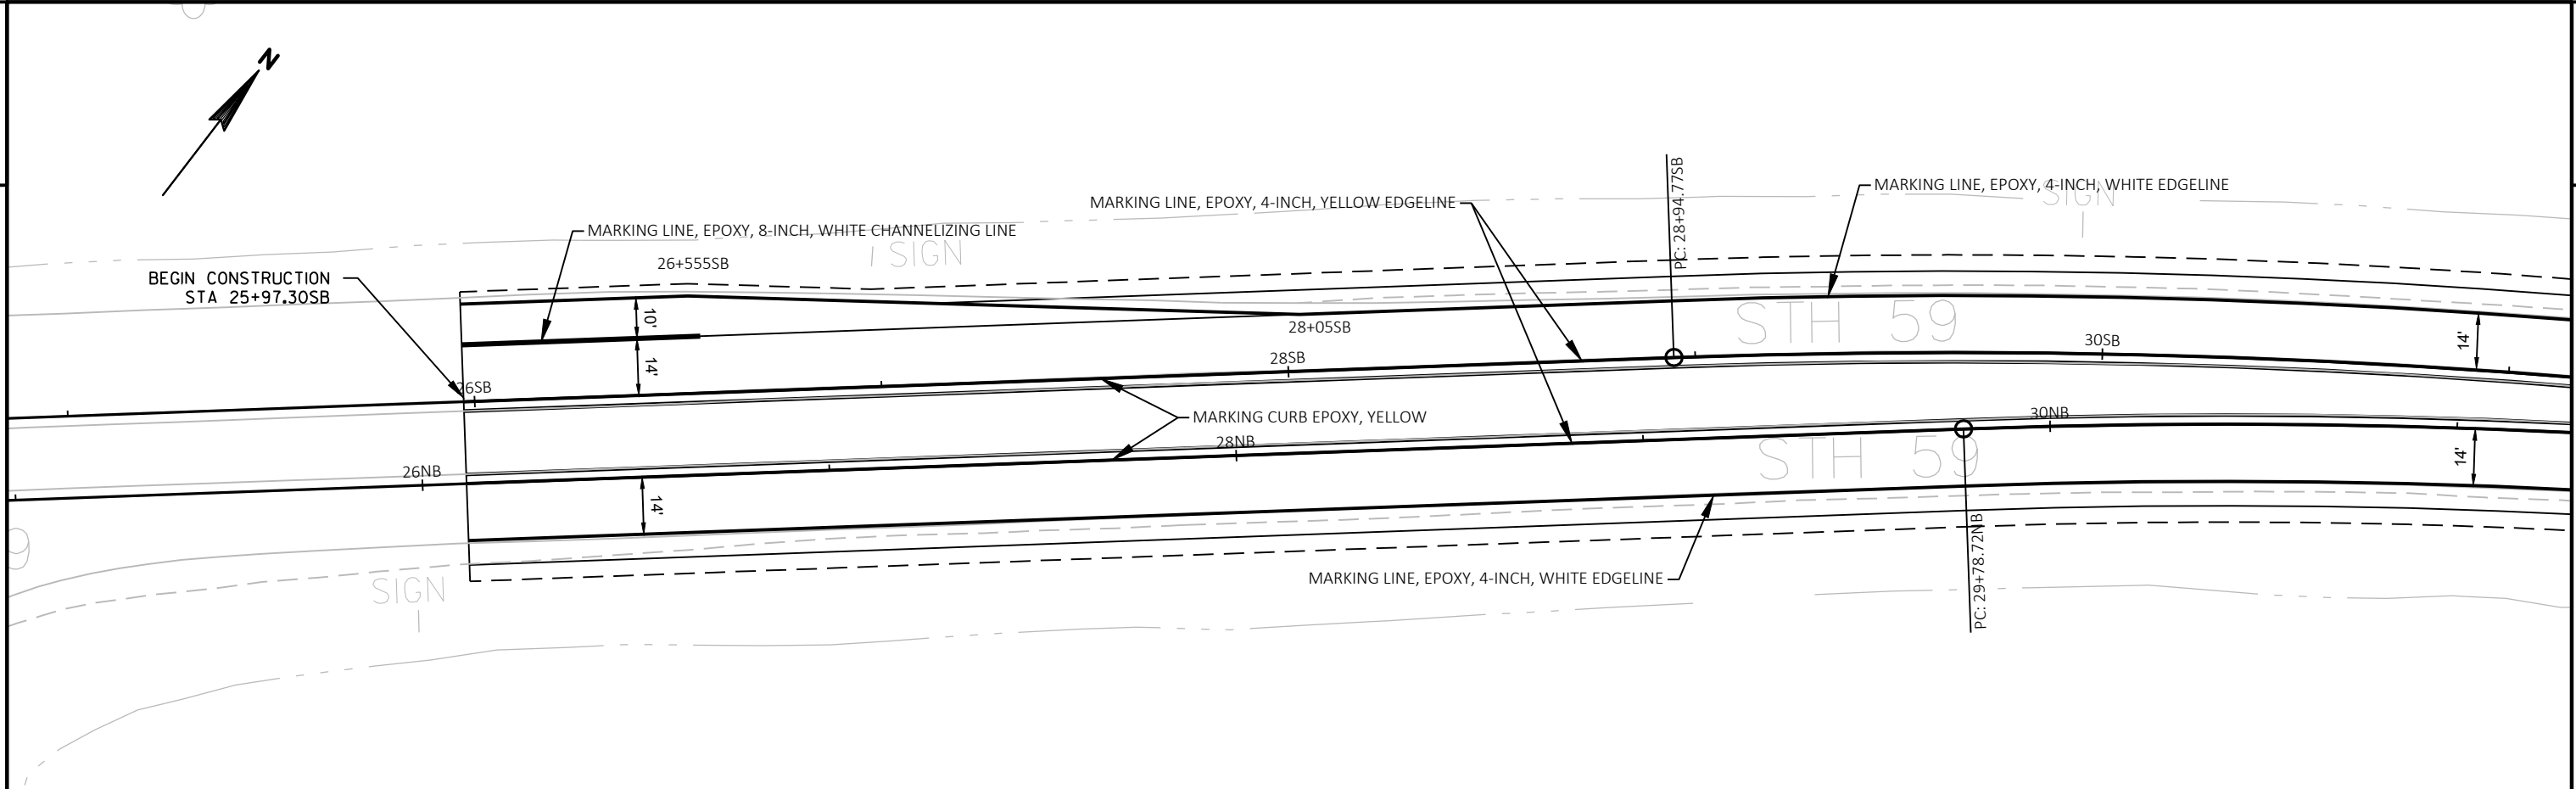 N
MARKING LINE, EPOXY, 4-INCH, WHITE EDGELINE
SIGN
MARKING LINE, EPOXY, 4-INCH, YELLOW EDGELINE
PC: 28+94.77SB
MARKING LINE, EPOXY, 8-INCH, WHITE CHANNELIZING LINE
SIGN
26+555SB
BEGIN CONSTRUCTION
STA 25+97.30SB
10'
28+05SB
STH 59
14'
30SB
28SB
14'
26SB
MARKING CURB EPOXY, YELLOW
30NB
28NB
STH 59
14'
26NB
14'
9
PC: 29+78.72NB
MARKING LINE, EPOXY, 4-INCH, WHITE EDGELINE
SIGN